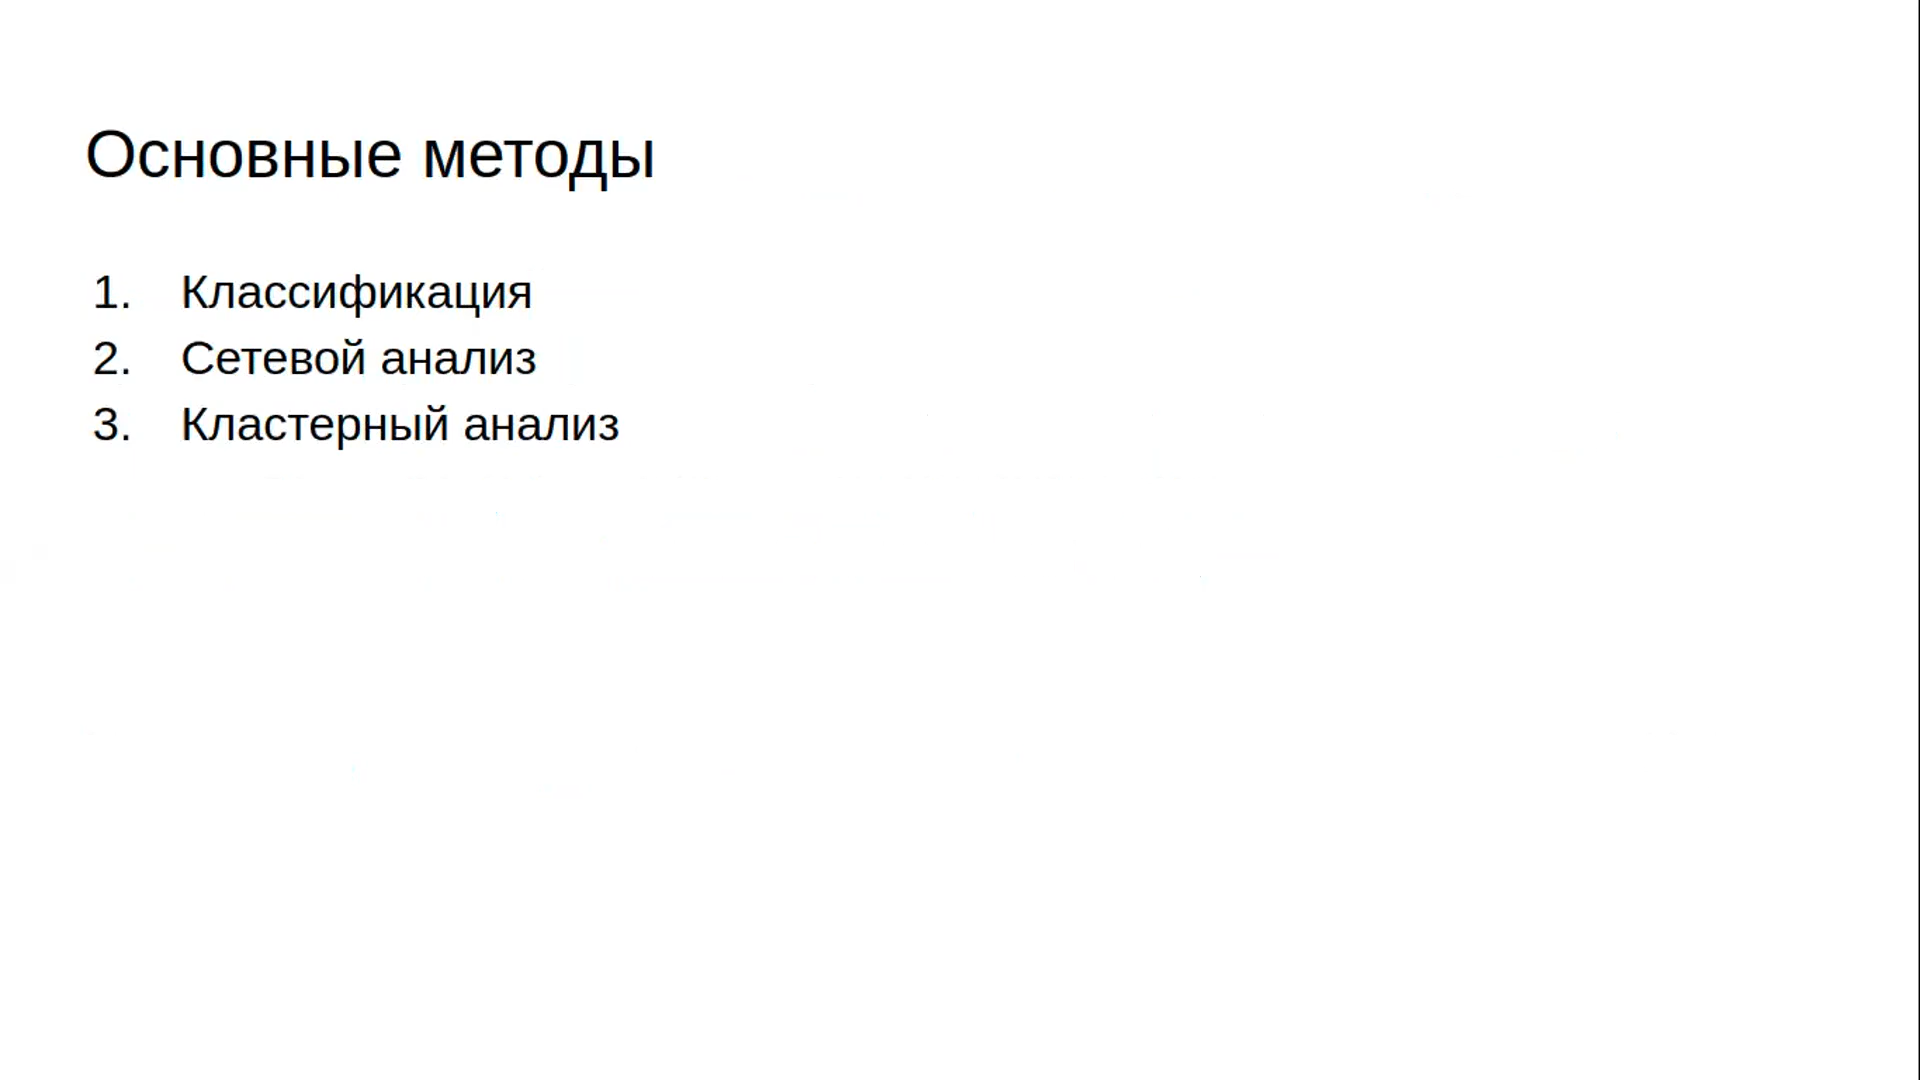 Основные методы
1. Классификация
2. Сетевой анализ
3. Кластерный анализ